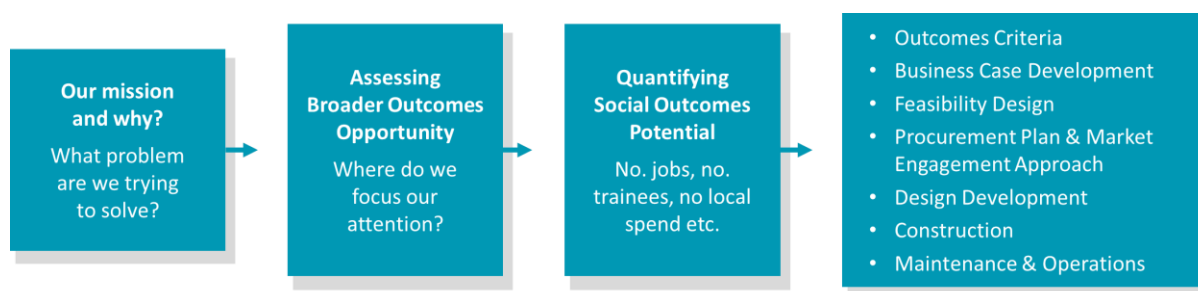 Our mission
and why?
What problem
are we trying
to solve?
Assessing
Broader Outcomes
Opportunity
Where do we
focus our
attention?
Quantifying
Social Outcomes
Potential
No. jobs, no.
trainees, no local
spend etc.
• Outcomes Criteria
• Business Case Development
• Feasibility Design
• Procurement Plan & Market
Engagement Approach
• Design Development
• Construction
• Maintenance & Operations